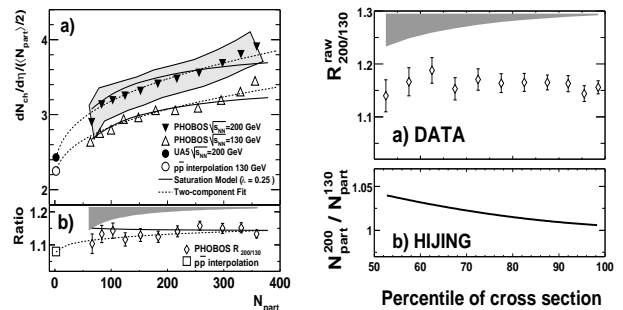 a)
dN_ch/dη/(⟨N_part⟩/2)
4
3
2
PHOBOS √s_NN=200 GeV
PHOBOS √s_NN=130 GeV
UA5 √s_NN=200 GeV
pp̄ interpolation 130 GeV
Saturation Model (λ = 0.25)
Two-component Fit
b)
Ratio
1.2
1.1
PHOBOS R_200/130
pp̄ interpolation
0 100 200 300 400
N_part
1.3
1.2
1.1
R^raw_200/130
a) DATA
1.05
1
N^200_part / N^130_part
b) HIJING
50 60 70 80 90 100
Percentile of cross section